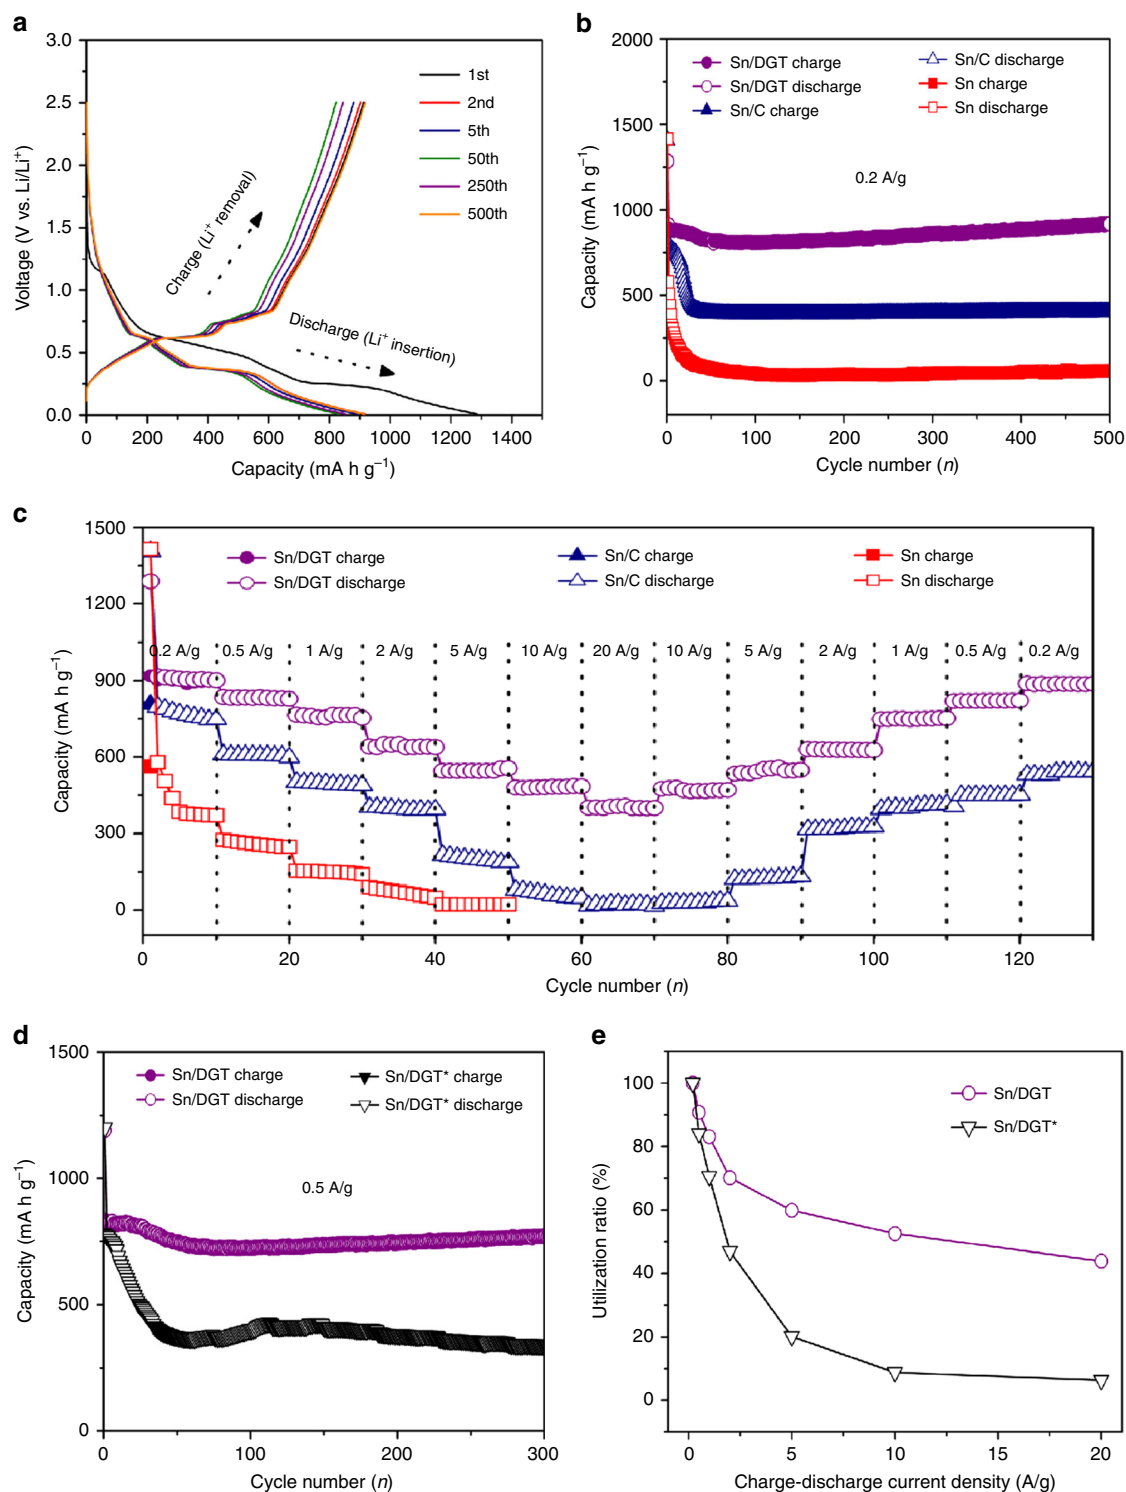 a
3.0
2.5
2.0
1.5
1.0
0.5
0.0
Voltage (V vs. Li/Li⁺)
1st
2nd
5th
50th
250th
500th
Charge (Li⁺ removal)
Discharge (Li⁺ insertion)
0 200 400 600 800 1000 1200 1400
Capacity (mA h g⁻¹)
b
2000
1500
1000
500
0
Capacity (mA h g⁻¹)
Sn/DGT charge
Sn/DGT discharge
Sn/C charge
Sn/C discharge
Sn charge
Sn discharge
0.2 A/g
0 100 200 300 400 500
Cycle number (n)
c
1500
1200
900
600
300
0
Capacity (mA h g⁻¹)
Sn/DGT charge
Sn/DGT discharge
Sn/C charge
Sn/C discharge
Sn charge
Sn discharge
0.2 A/g 0.5 A/g 1 A/g 2 A/g 5 A/g 10 A/g 20 A/g 10 A/g 5 A/g 2 A/g 1 A/g 0.5 A/g 0.2 A/g
0 20 40 60 80 100 120
Cycle number (n)
d
1500
1000
500
0
Capacity (mA h g⁻¹)
Sn/DGT charge
Sn/DGT discharge
Sn/DGT* charge
Sn/DGT* discharge
0.5 A/g
0 100 200 300
Cycle number (n)
e
100
80
60
40
20
0
Utilization ratio (%)
Sn/DGT
Sn/DGT*
0 5 10 15 20
Charge-discharge current density (A/g)